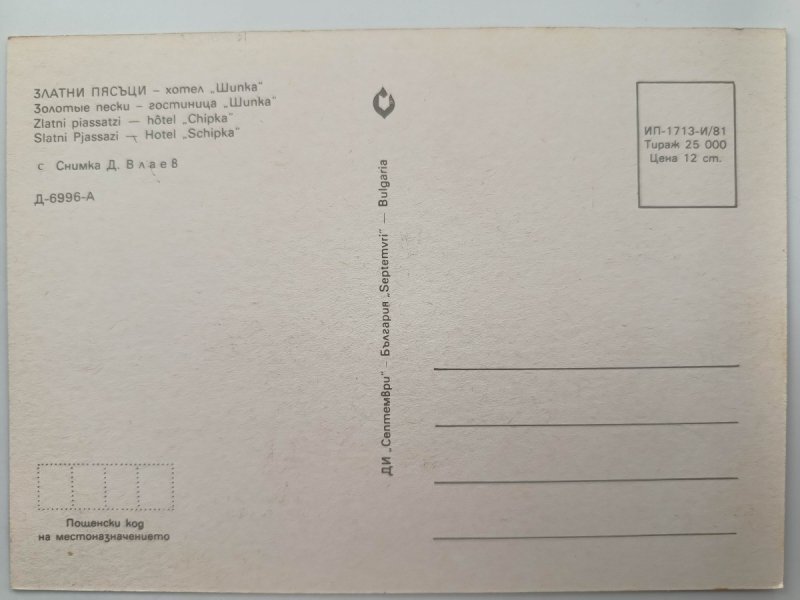 ЗЛАТНИ ПЯСЪЦИ – хотел „Шипка“
Золотые пески – гостиница „Шипка“
Zlatni piassatzi — hôtel „Chipka“
Slatni Pjassazi — Hotel „Schipka“
с Снимка Д. Влаев
Д-6996-А
ДИ „Септември“ – България „Septemvri“ — Bulgaria
ИП-1713-И/81
Тираж 25 000
Цена 12 ст.
Пощенски код
на местоназначението